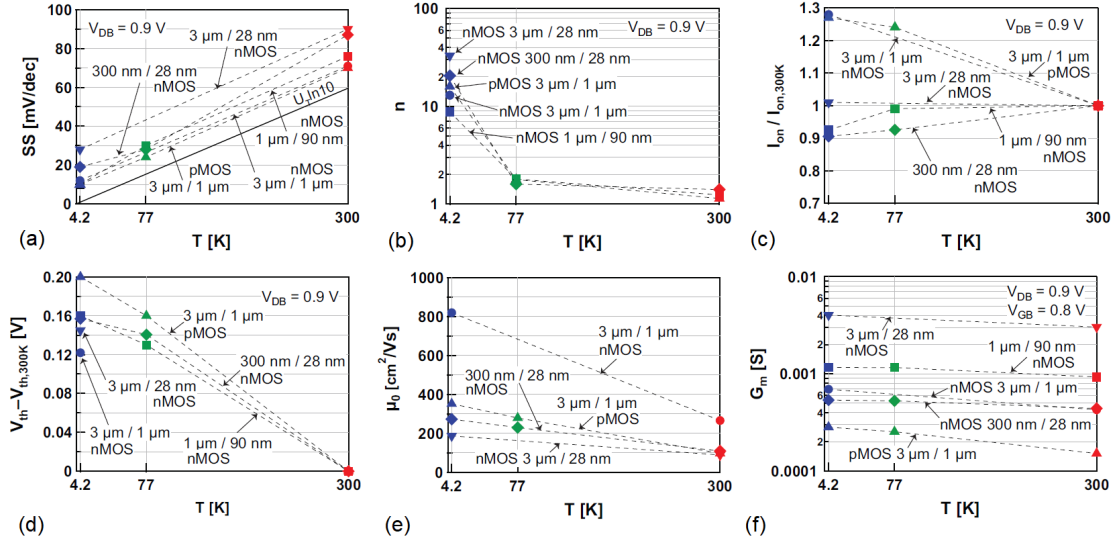 V_DB = 0.9 V
100
80
60
40
20
0
SS [mV/dec]
3 µm / 28 nm
nMOS
300 nm / 28 nm
nMOS
U_T ln10
nMOS
1 µm / 90 nm
pMOS
3 µm / 1 µm
nMOS
3 µm / 1 µm
4.2
77
300
T [K]
(a)
V_DB = 0.9 V
100
4
2
10
4
2
1
n
nMOS 3 µm / 28 nm
nMOS 300 nm / 28 nm
pMOS 3 µm / 1 µm
nMOS 3 µm / 1 µm
nMOS 1 µm / 90 nm
4.2
77
300
T [K]
(b)
V_DB = 0.9 V
1.3
1.2
1.1
1
0.9
0.8
0.7
I_on / I_on,300K
3 µm / 1 µm
nMOS
3 µm / 1 µm
pMOS
3 µm / 28 nm
nMOS
1 µm / 90 nm
nMOS
300 nm / 28 nm
nMOS
4.2
77
300
T [K]
(c)
V_DB = 0.9 V
0.20
0.16
0.12
0.08
0.04
0
V_th–V_th,300K [V]
3 µm / 1 µm
pMOS
300 nm / 28 nm
nMOS
3 µm / 28 nm
nMOS
3 µm / 1 µm
nMOS
1 µm / 90 nm
nMOS
4.2
77
300
T [K]
(d)
1000
800
600
400
200
0
µ_0 [cm²/Vs]
3 µm / 1 µm
nMOS
300 nm / 28 nm
nMOS
3 µm / 1 µm
pMOS
nMOS 3 µm / 28 nm
4.2
77
300
T [K]
(e)
V_DB = 0.9 V
V_GB = 0.8 V
0.01
4
2
0.001
4
2
0.0001
G_m [S]
3 µm / 28 nm
nMOS
1 µm / 90 nm
nMOS
nMOS 3 µm / 1 µm
nMOS 300 nm / 28 nm
pMOS 3 µm / 1 µm
4.2
77
300
T [K]
(f)